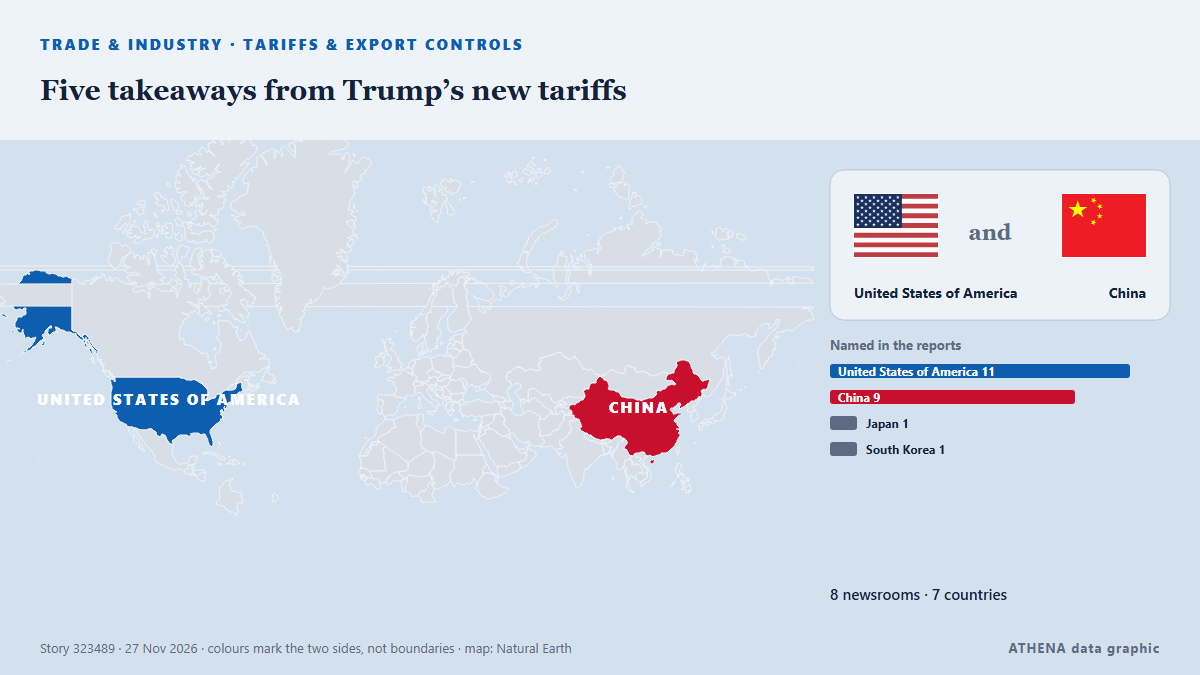 TRADE & INDUSTRY · TARIFFS & EXPORT CONTROLS
Five takeaways from Trump’s new tariffs
UNITED STATES OF AMERICA
CHINA
and
United States of America
China
Named in the reports
United States of America 11
China 9
Japan 1
South Korea 1
8 newsrooms · 7 countries
Story 323489 · 27 Nov 2026 · colours mark the two sides, not boundaries · map: Natural Earth
ATHENA data graphic